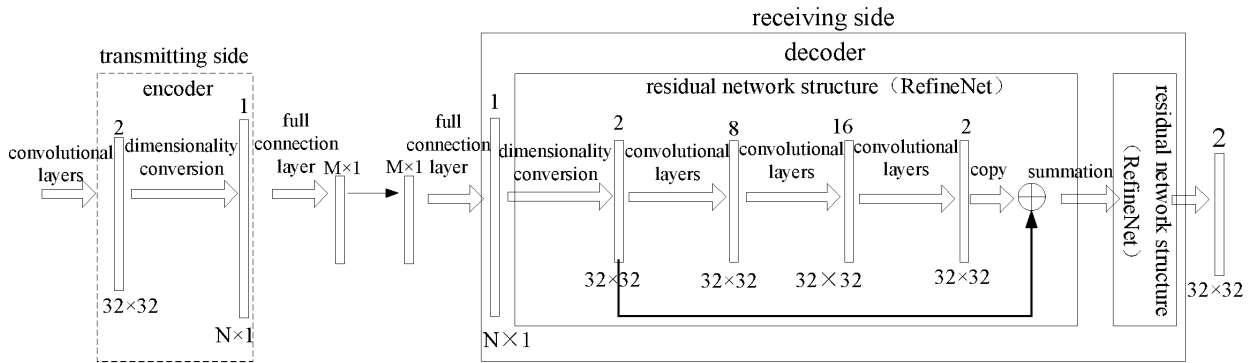 receiving side
transmitting side
decoder
encoder
residual network structure（RefineNet）
convolutional
layers
2
32×32
dimensionality
conversion
1
N×1
full
connection
layer
M×1
M×1
full
connection
layer
1
N×1
dimensionality
conversion
2
32×32
convolutional
layers
8
32×32
convolutional
layers
16
32×32
convolutional
layers
2
32×32
copy
summation
residual network structure
（RefineNet）
2
32×32